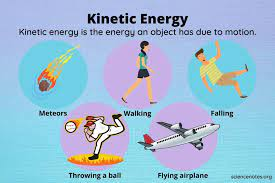 Kinetic Energy
Kinetic energy is the energy an object has due to motion.
Meteors
Walking
Falling
Throwing a ball
Flying airplane
sciencenotes.org